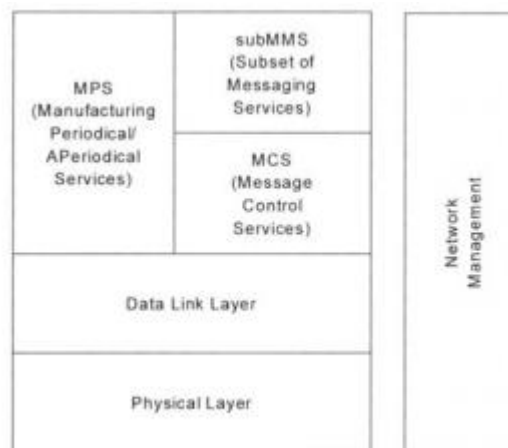 MPS
(Manufacturing
Periodical/
APeriodical
Services)
subMMS
(Subset of
Messaging
Services)
MCS
(Message
Control
Services)
Data Link Layer
Physical Layer
Network
Management